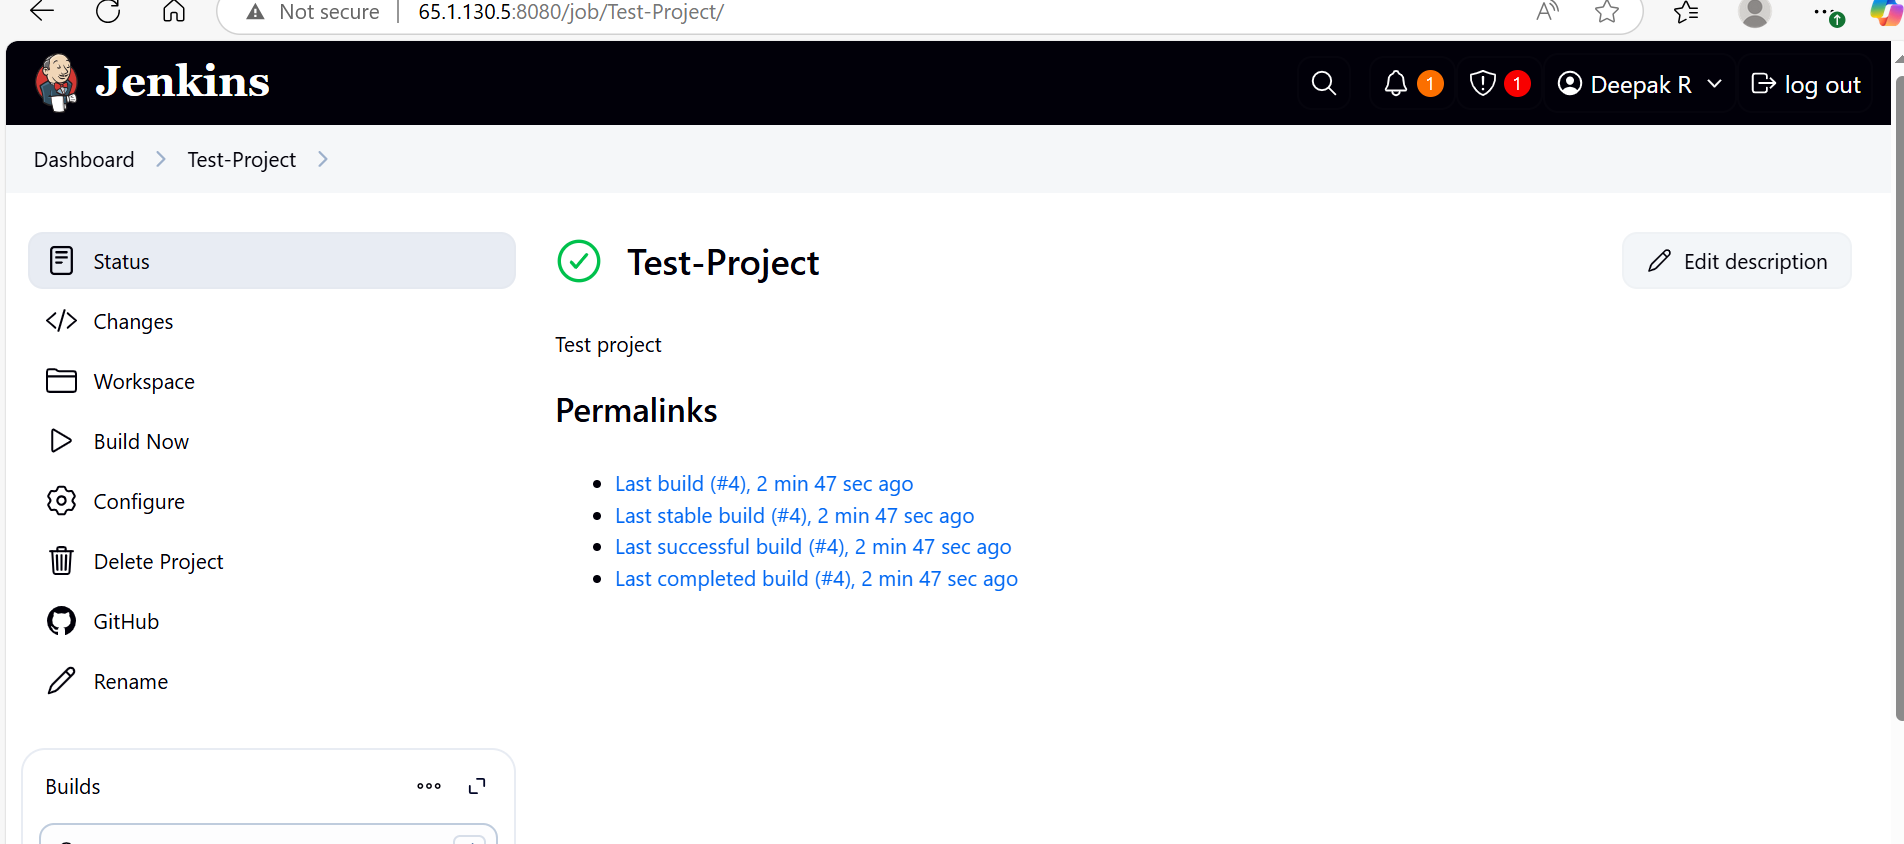 Not secure | 65.1.130.5:8080/job/Test-Project/
Jenkins
1
1
Deepak R
log out
Dashboard
Test-Project
Status
Changes
Workspace
Build Now
Configure
Delete Project
GitHub
Rename
Builds
Test-Project
Edit description
Test project
Permalinks
Last build (#4), 2 min 47 sec ago
Last stable build (#4), 2 min 47 sec ago
Last successful build (#4), 2 min 47 sec ago
Last completed build (#4), 2 min 47 sec ago